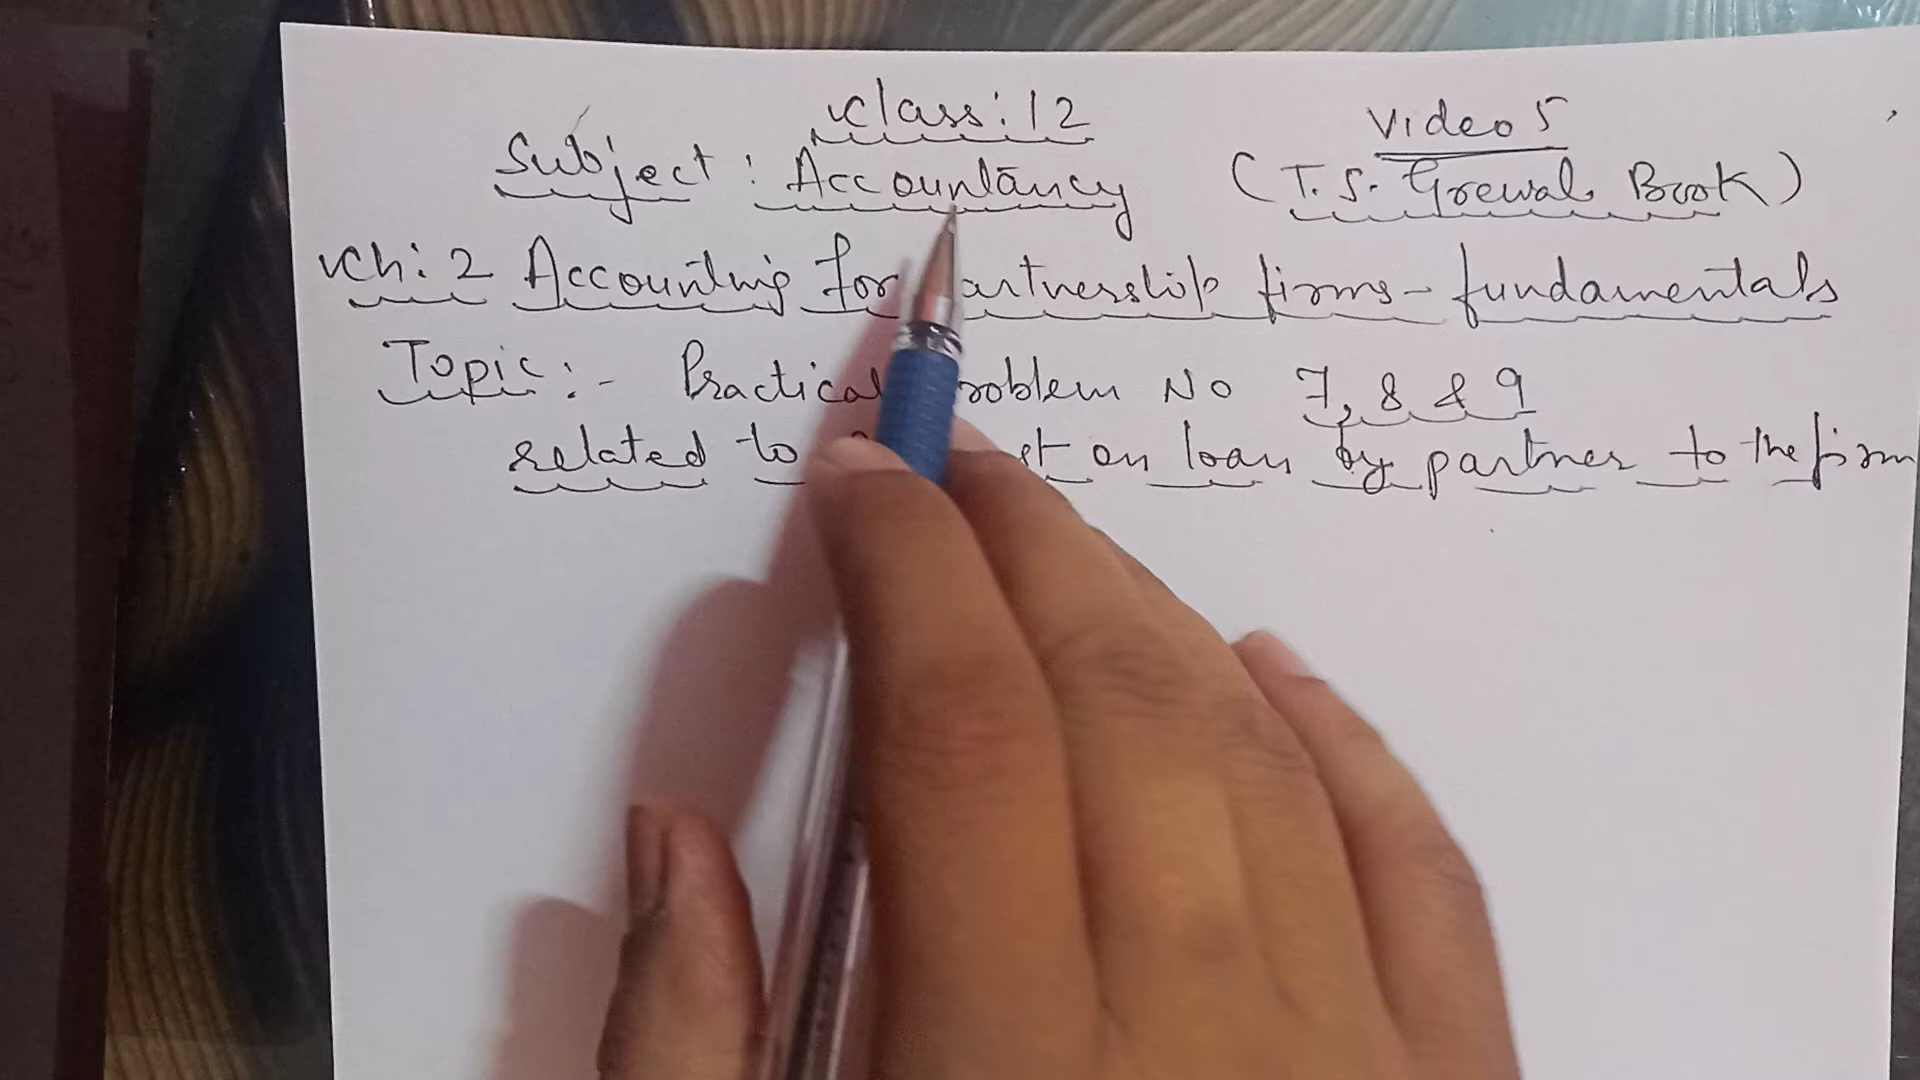 Class: 12
Video 5
Subject: Accountancy
(T.S. Grewal Book)
Ch: 2 Accounting for artnership firms - fundamentals
Topic :- Practical roblem No 7, 8 & 9
related to st on loan by partner to the firm